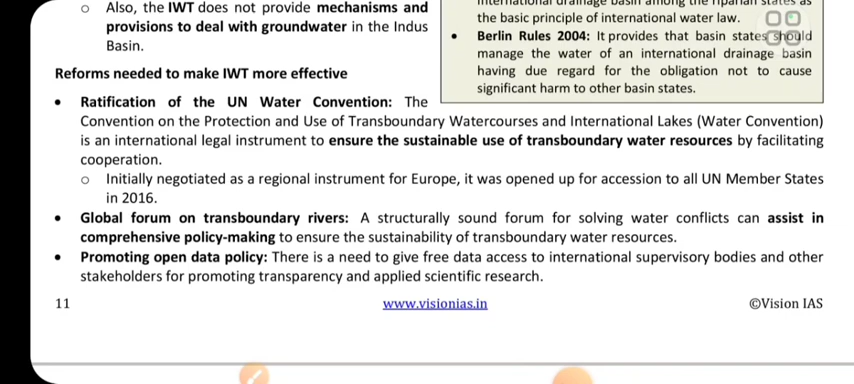 o Also, the IWT does not provide mechanisms and
provisions to deal with groundwater in the Indus
Basin.
international drainage basin among the riparian states as
the basic principle of international water law.
• Berlin Rules 2004: It provides that basin states should
manage the water of an international drainage basin
having due regard for the obligation not to cause
significant harm to other basin states.
Reforms needed to make IWT more effective
• Ratification of the UN Water Convention: The
Convention on the Protection and Use of Transboundary Watercourses and International Lakes (Water Convention)
is an international legal instrument to ensure the sustainable use of transboundary water resources by facilitating
cooperation.
o Initially negotiated as a regional instrument for Europe, it was opened up for accession to all UN Member States
in 2016.
• Global forum on transboundary rivers: A structurally sound forum for solving water conflicts can assist in
comprehensive policy-making to ensure the sustainability of transboundary water resources.
• Promoting open data policy: There is a need to give free data access to international supervisory bodies and other
stakeholders for promoting transparency and applied scientific research.
11 www.visionias.in ©Vision IAS